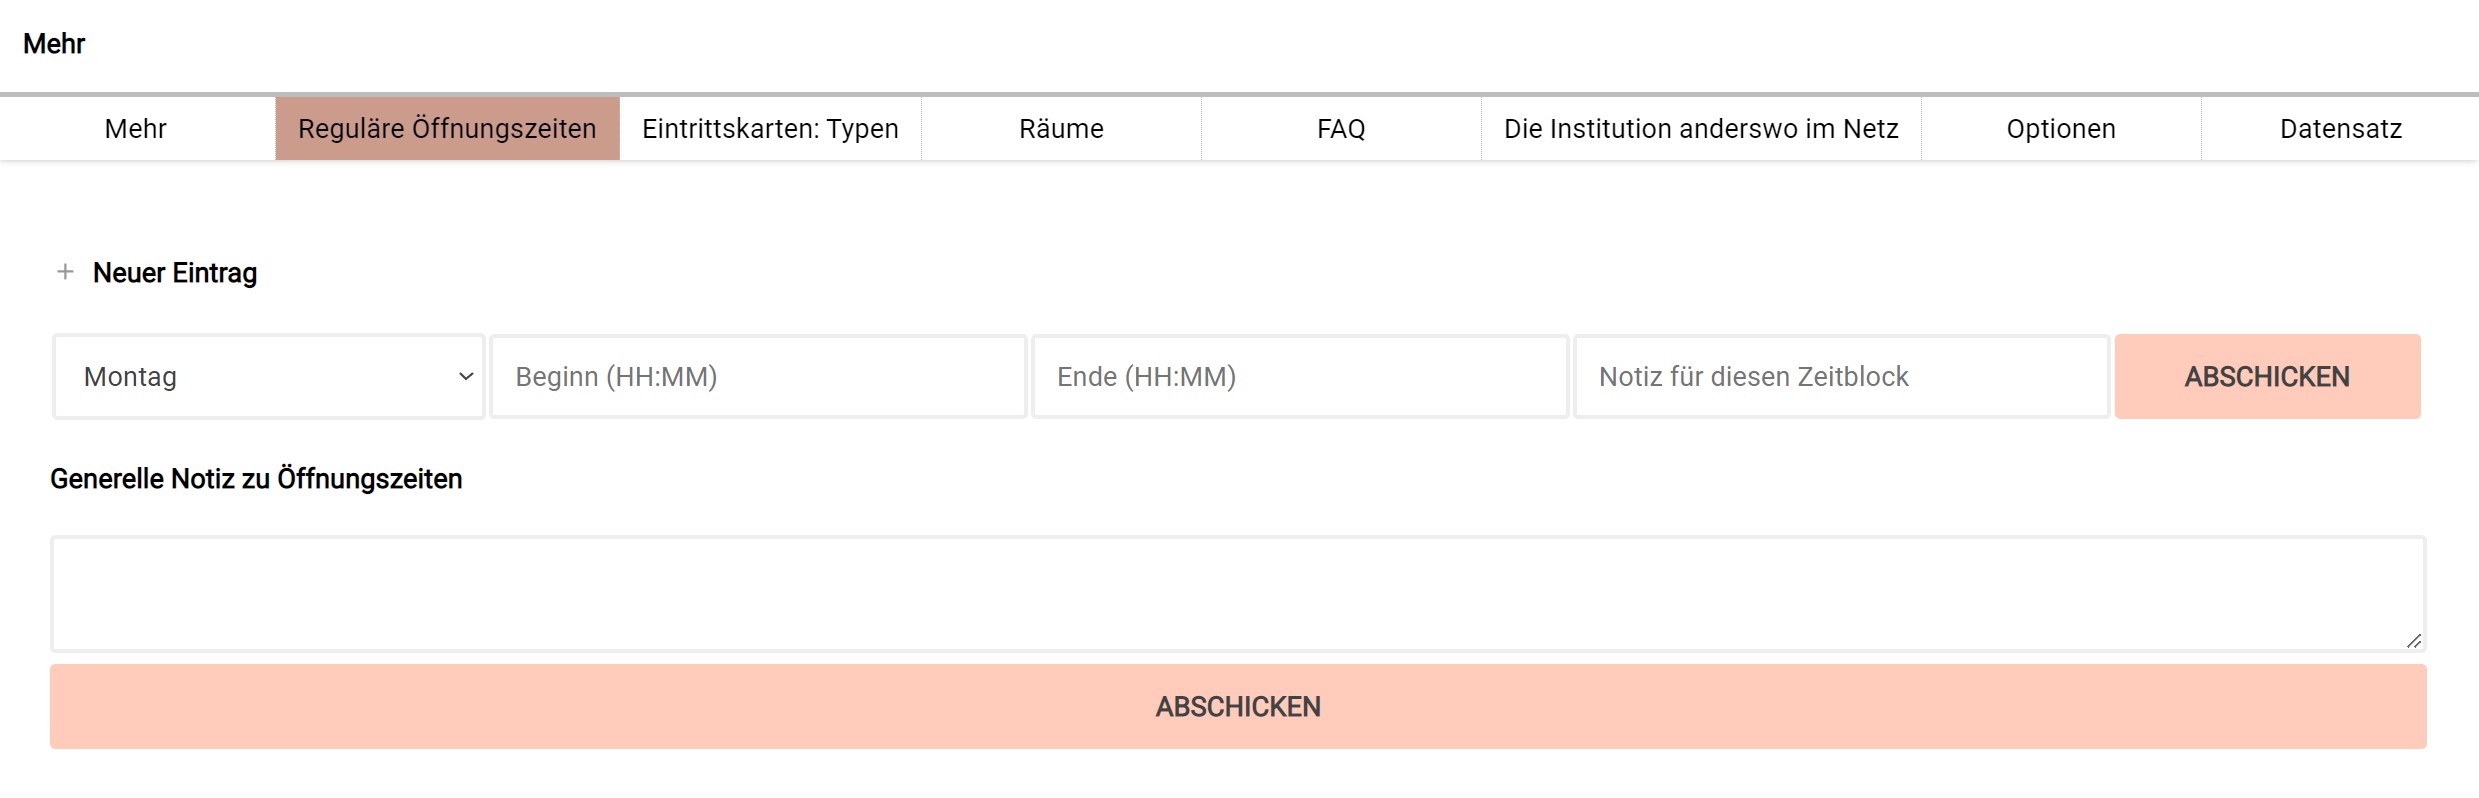 Mehr
Mehr Reguläre Öffnungszeiten Eintrittskarten: Typen Räume FAQ Die Institution anderswo im Netz Optionen Datensatz
+ Neuer Eintrag
Montag Beginn (HH:MM) Ende (HH:MM) Notiz für diesen Zeitblock ABSCHICKEN
Generelle Notiz zu Öffnungszeiten
ABSCHICKEN